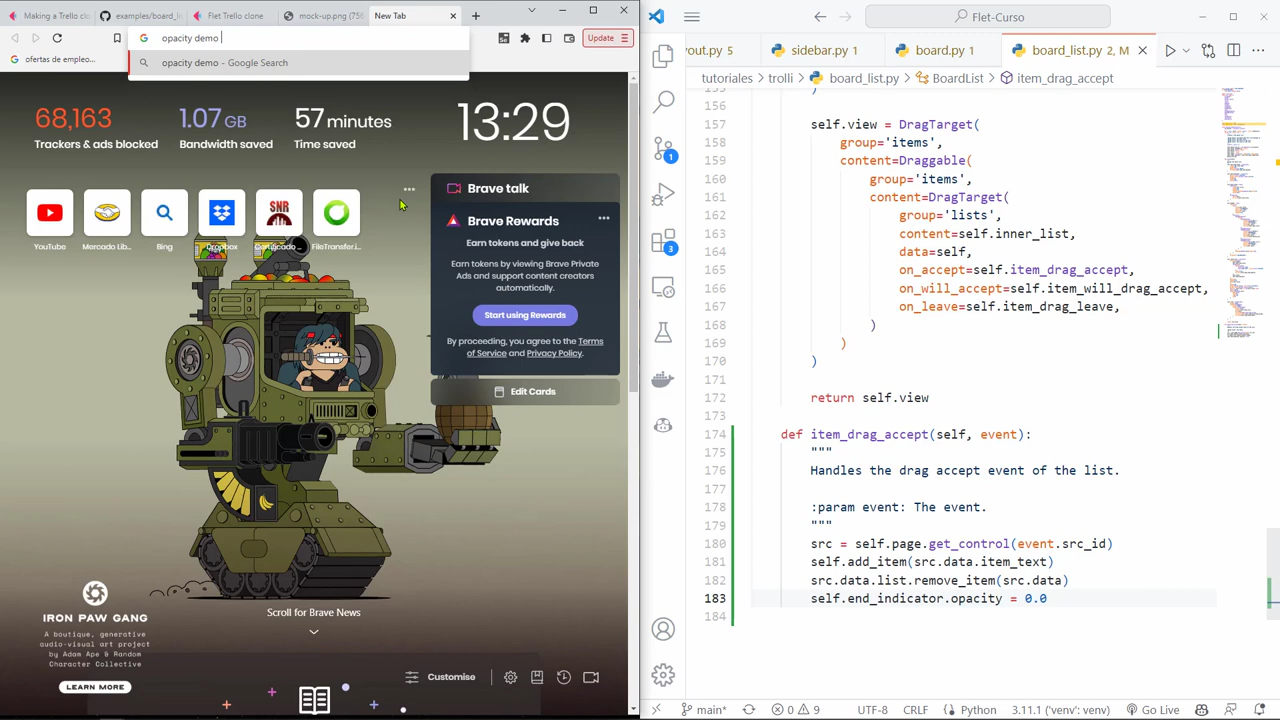 Making a Trello clo
examples/board_l
Flet Trello clone
mock-up.png (75
New Tab
opacity demo
Update
ofertas de empleo...
opacity demo - Google Search
68,163
Trackers & ads blocked
1.07GB
Bandwidth saved
57 minutes
Time saved
13:29
YouTube
Mercado Lib...
Bing
Dropbox
Certificado ...
FileTransfer.i...
Brave talk
Brave Rewards
Earn tokens and give back
Earn tokens by viewing brave Private
Ads and support content creators
automatically.
Start using Rewards
By proceeding, you agree to the Terms
of Service and Privacy Policy.
Edit Cards
IRON PAW GANG
A boutique, generative
audio-visual art project
by Adam Ape & Random
Character Collective
LEARN MORE
Scroll for Brave News
Customise
Flet-Curso
yout.py 5
sidebar.py 1
board.py 1
board_list.py 2, M
tutoriales > trolli > board_list.py > BoardList > item_drag_accept
155 )
156
157 self.view = DragTarget(
158 group='items',
159 content=Draggable(
160 group='items',
161 content=DragTarget(
162 group='lists',
163 content=self.inner_list,
164 data=self,
165 on_accept=self.item_drag_accept,
166 on_will_accept=self.item_will_drag_accept,
167 on_leave=self.item_drag_leave,
168 )
169 )
170 )
171
172 return self.view
173
174 def item_drag_accept(self, event):
175 """
176 Handles the drag accept event of the list.
177
178 :param event: The event.
179 """
180 src = self.page.get_control(event.src_id)
181 self.add_item(src.data.item_text)
182 src.data.list.remove_item(src.data)
183 self.end_indicator.opacity = 0.0
184
1
3
main*
0 9
UTF-8
CRLF
Python
3.11.1 ('venv': venv)
Go Live